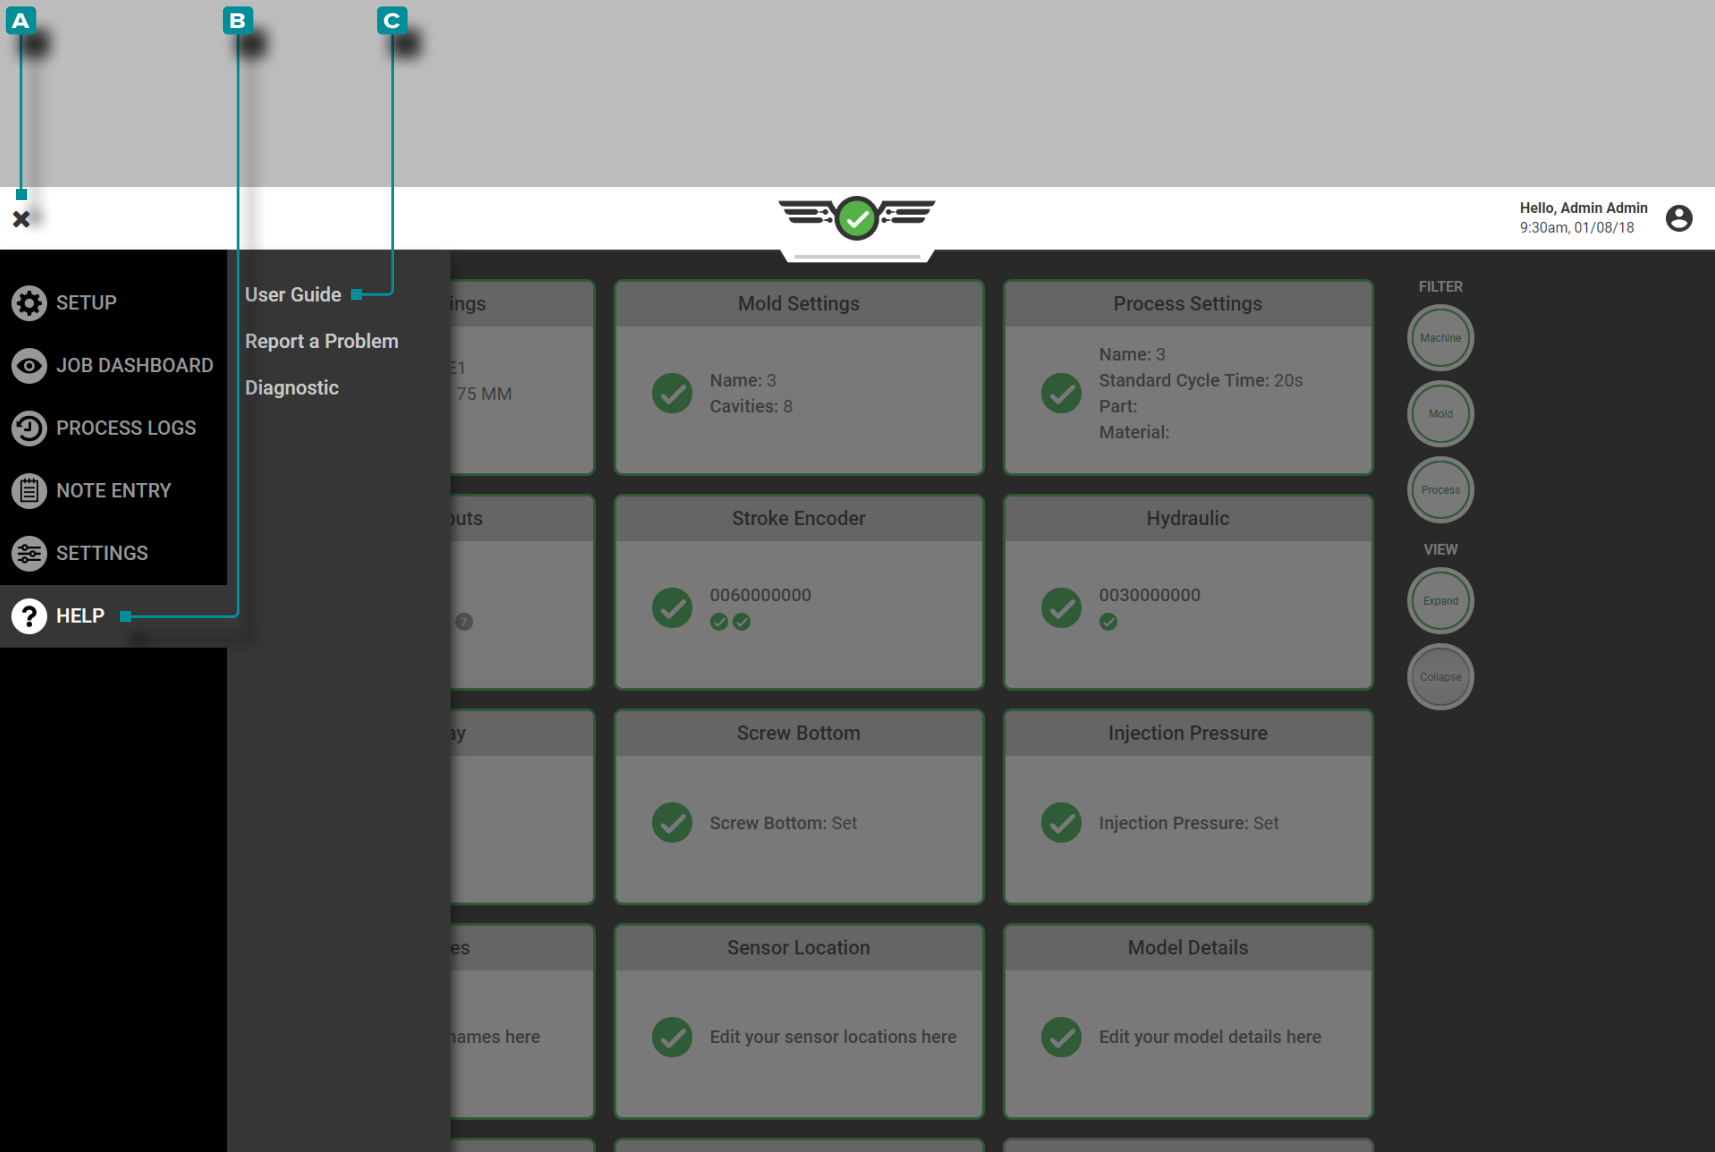 A
B
C
Hello, Admin Admin
9:30am, 01/08/18
SETUP
JOB DASHBOARD
PROCESS LOGS
NOTE ENTRY
SETTINGS
HELP
User Guide
Report a Problem
Diagnostic
ings
E1
75 MM
Mold Settings
Name: 3
Cavities: 8
Process Settings
Name: 3
Standard Cycle Time: 20s
Part:
Material:
FILTER
Machine
Mold
Process
VIEW
Expand
Collapse
outs
7
Stroke Encoder
0060000000
Hydraulic
0030000000
ay
Screw Bottom
Screw Bottom: Set
Injection Pressure
Injection Pressure: Set
es
names here
Sensor Location
Edit your sensor locations here
Model Details
Edit your model details here